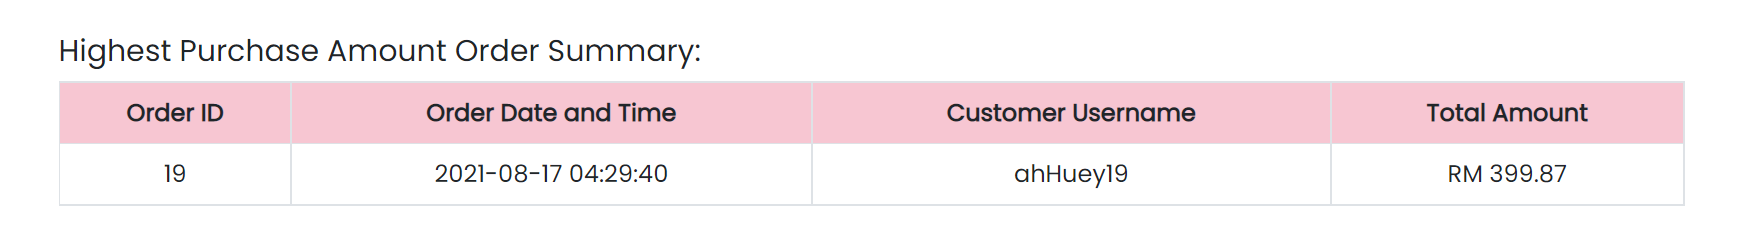 Highest Purchase Amount Order Summary:
Order ID Order Date and Time Customer Username Total Amount
19 2021-08-17 04:29:40 ahHuey19 RM 399.87